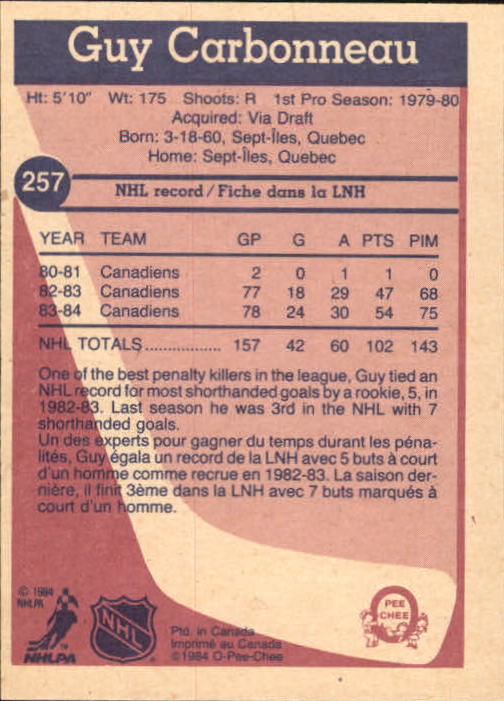 Guy Carbonneau
Ht: 5'10" Wt: 175 Shoots: R 1st Pro Season: 1979-80
Acquired: Via Draft
Born: 3-18-60, Sept-Îles, Quebec
Home: Sept-Îles, Quebec
257
NHL record/Fiche dans la LNH
YEAR TEAM GP G A PTS PIM
80-81 Canadiens 2 0 1 1 0
82-83 Canadiens 77 18 29 47 68
83-84 Canadiens 78 24 30 54 75
NHL TOTALS................. 157 42 60 102 143
One of the best penalty killers in the league, Guy tied an
NHL record for most shorthanded goals by a rookie, 5, in
1982-83. Last season he was 3rd in the NHL with 7
shorthanded goals.
Un des experts pour gagner du temps durant les péna-
lités, Guy égala un record de la LNH avec 5 buts à court
d'un homme comme recrue en 1982-83. La saison der-
nière, il finit 3ème dans la LNH avec 7 buts marqués à
court d'un homme.
© 1984
NHLPA
NHLPA
TM
NHL
Ptd. in Canada
Imprimé au Canada
©1984 O-Pee-Chee
PEE
CHEE